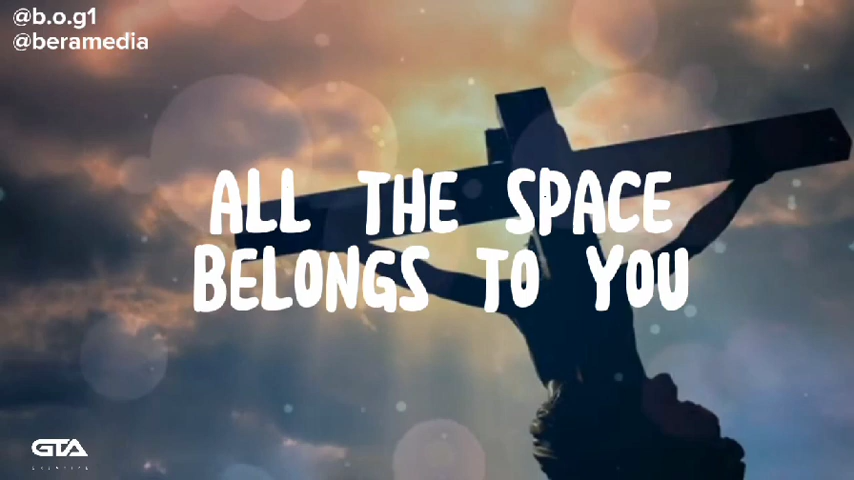 @b.o.g1
@beramedia
ALL THE SPACE
BELONGS TO YOU
GTA